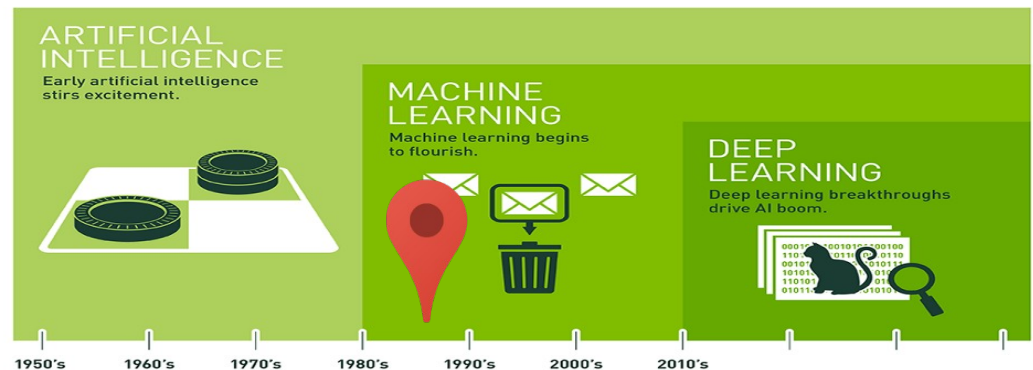 ARTIFICIAL
INTELLIGENCE
Early artificial intelligence
stirs excitement.
MACHINE
LEARNING
Machine learning begins
to flourish.
DEEP
LEARNING
Deep learning breakthroughs
drive AI boom.
1950's
1960's
1970's
1980's
1990's
2000's
2010's